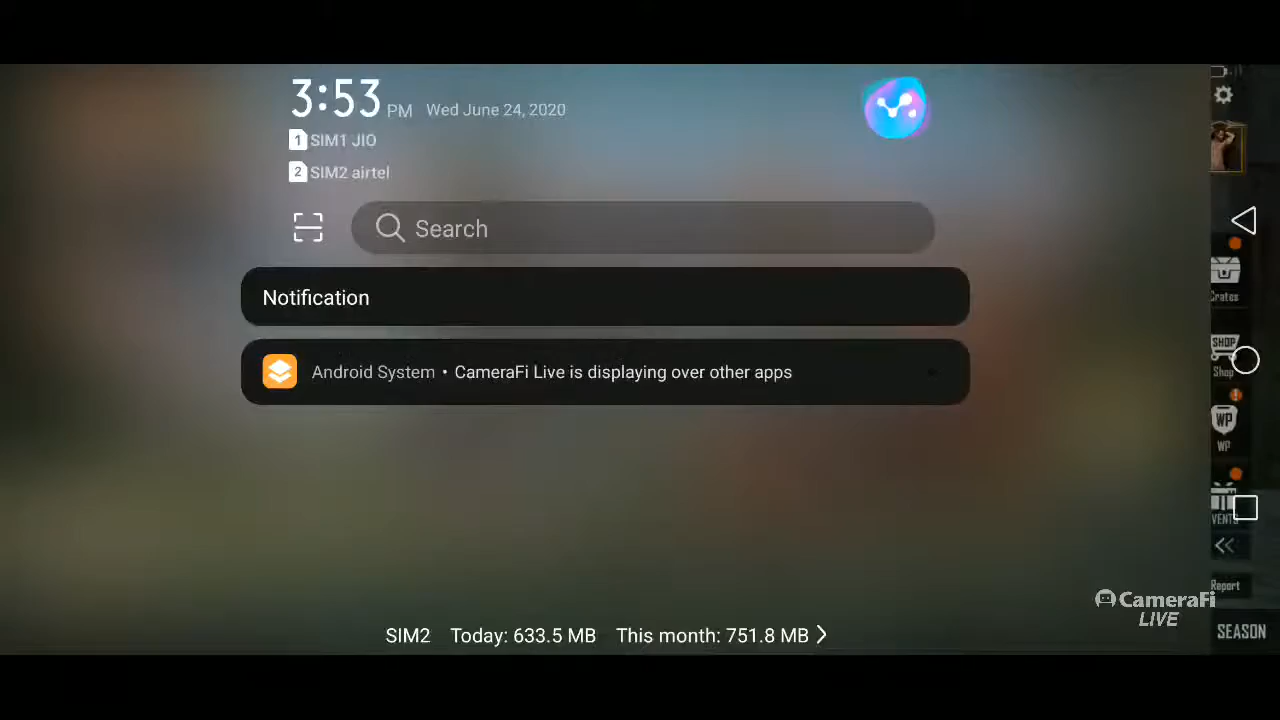 3:53 PM Wed June 24, 2020
1 SIM1 JIO
2 SIM2 airtel
Search
Notification
Android System • CameraFi Live is displaying over other apps
SIM2 Today: 633.5 MB This month: 751.8 MB
Crates
SHOP
Shop
WP
WP
Report
CameraFi
LIVE
SEASON